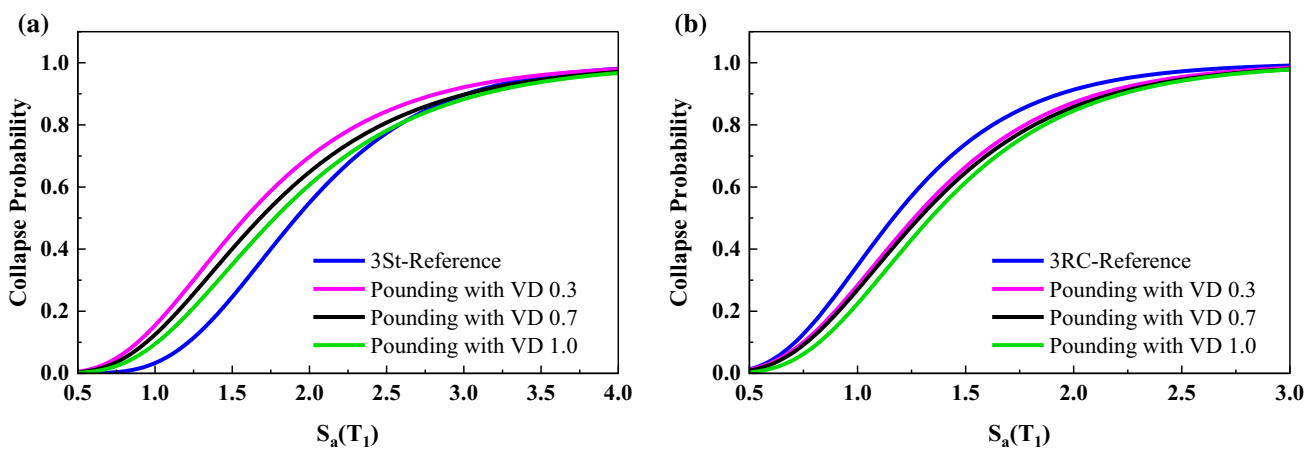 (a)
Collapse Probability
1.0
0.8
0.6
0.4
0.2
0.0
3St-Reference
Pounding with VD 0.3
Pounding with VD 0.7
Pounding with VD 1.0
0.5 1.0 1.5 2.0 2.5 3.0 3.5 4.0
Sa(T1)
(b)
Collapse Probability
1.0
0.8
0.6
0.4
0.2
0.0
3RC-Reference
Pounding with VD 0.3
Pounding with VD 0.7
Pounding with VD 1.0
0.5 1.0 1.5 2.0 2.5 3.0
Sa(T1)